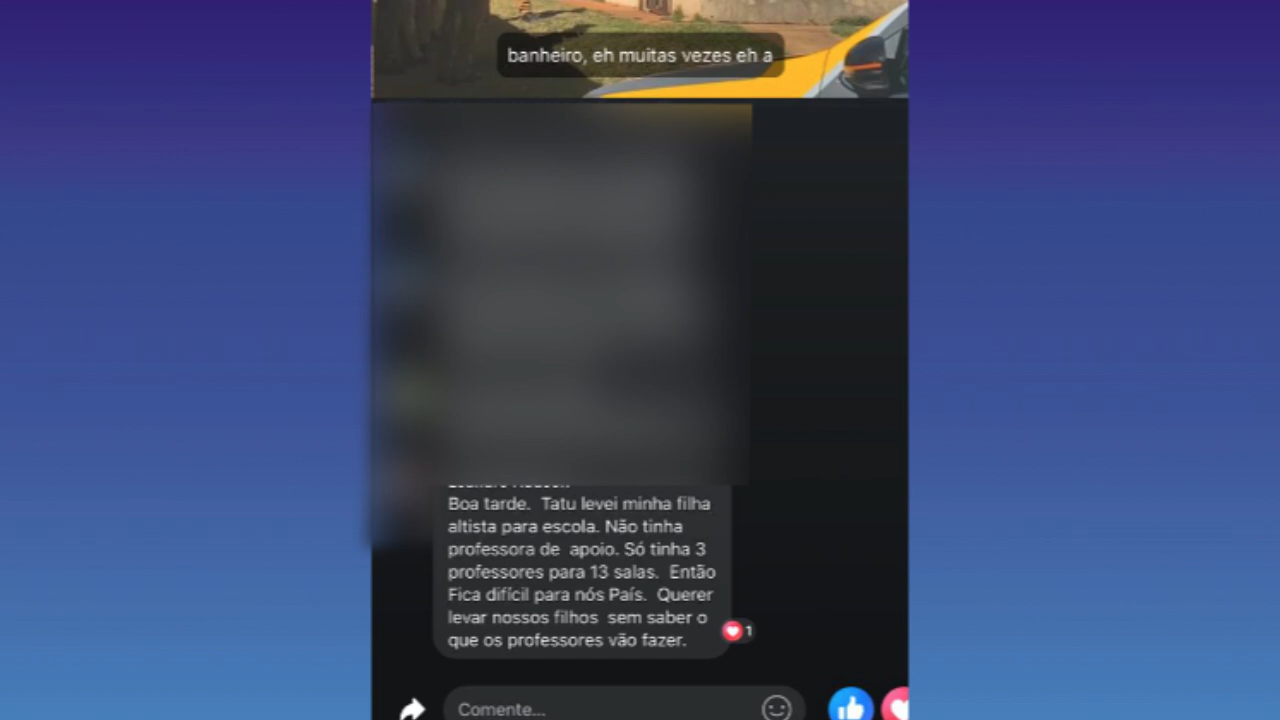 banheiro, eh muitas vezes eh a
Boa tarde. Tatu levei minha filha
altista para escola. Não tinha
professora de apoio. Só tinha 3
professores para 13 salas. Então
Fica difícil para nós País. Querer
levar nossos filhos sem saber o
que os professores vão fazer.
1
Comente...